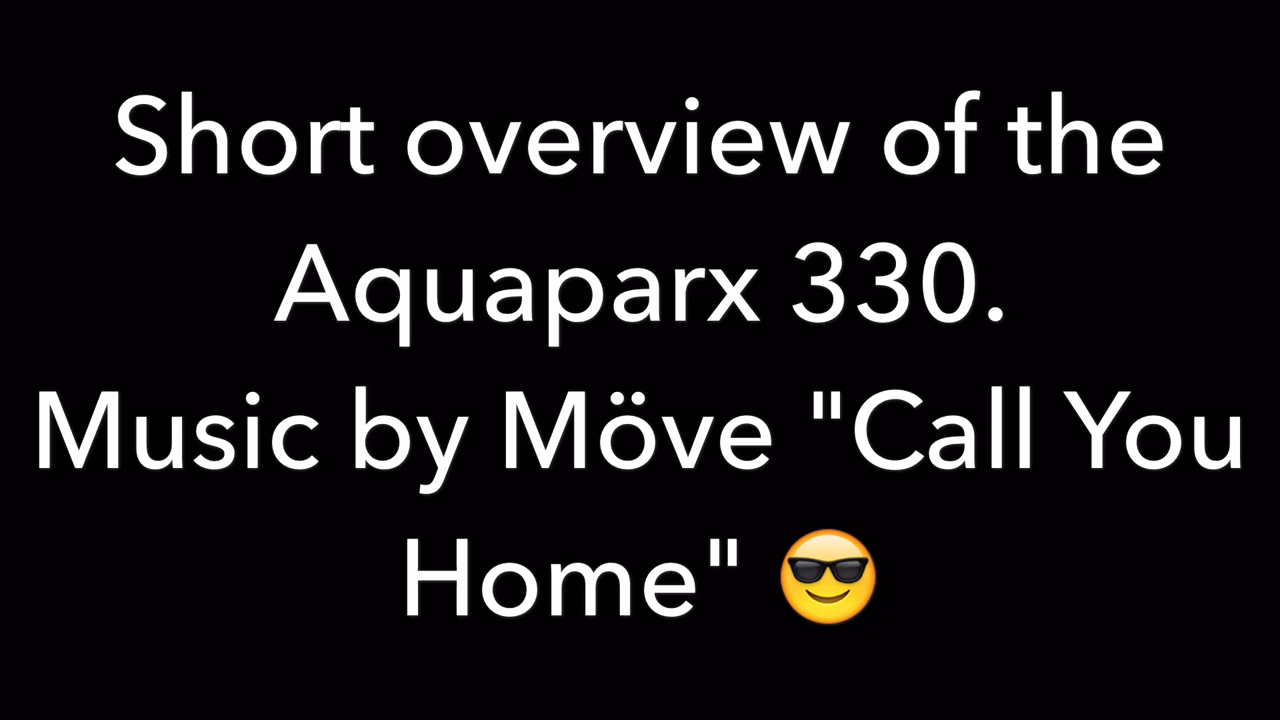 Short overview of the
Aquaparx 330.
Music by Möve "Call You
Home" 😎